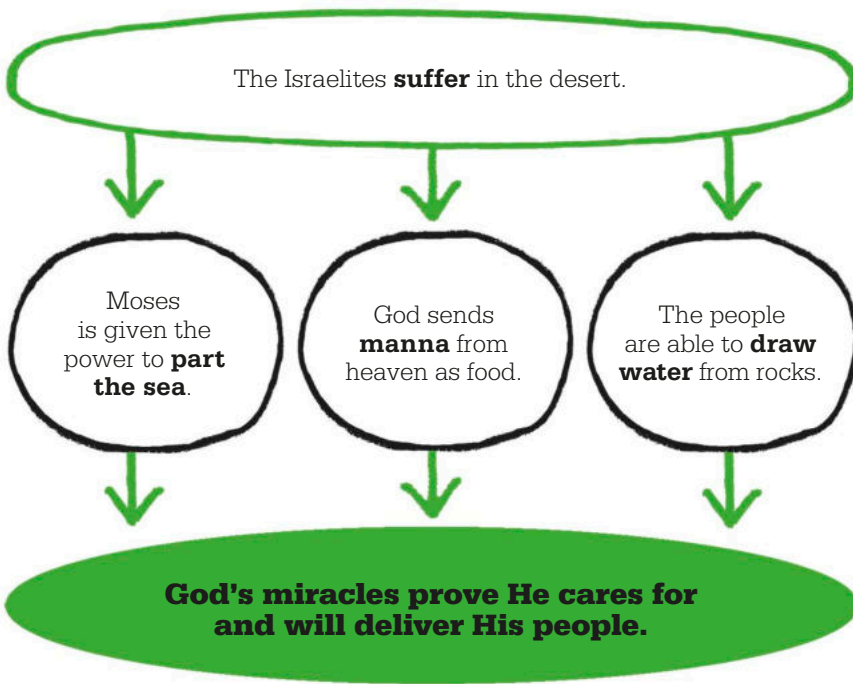 The Israelites suffer in the desert.
Moses
is given the
power to part
the sea.
God sends
manna from
heaven as food.
The people
are able to draw
water from rocks.
God's miracles prove He cares for
and will deliver His people.